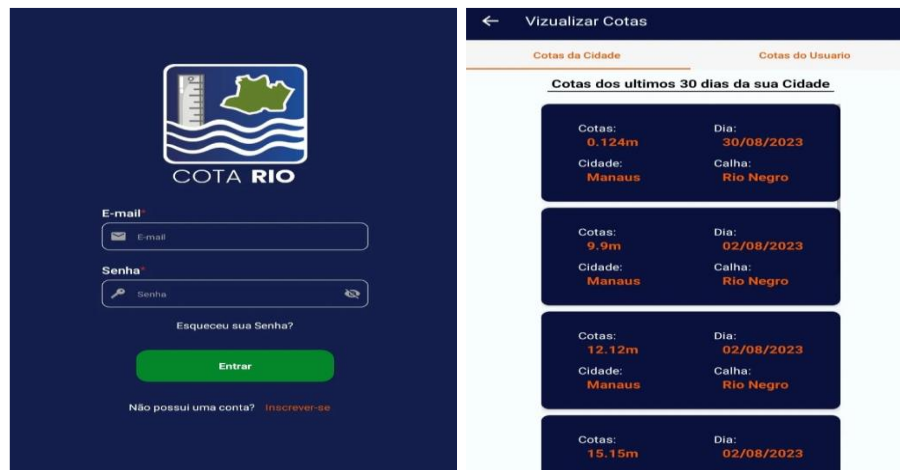 COTA RIO
E-mail*
E-mail
Senha*
Senha
Esqueceu sua Senha?
Entrar
Não possui uma conta? Inscrever-se
Vizualizar Cotas
Cotas da Cidade Cotas do Usuario
Cotas dos ultimos 30 dias da sua Cidade
Cotas: Dia:
0.124m 30/08/2023
Cidade: Calha:
Manaus Rio Negro
Cotas: Dia:
9.9m 02/08/2023
Cidade: Calha:
Manaus Rio Negro
Cotas: Dia:
12.12m 02/08/2023
Cidade: Calha:
Manaus Rio Negro
Cotas: Dia:
15.15m 02/08/2023